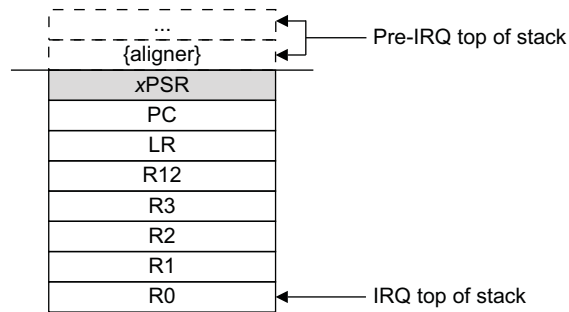 ...
Pre-IRQ top of stack
{aligner}
xPSR
PC
LR
R12
R3
R2
R1
R0
IRQ top of stack